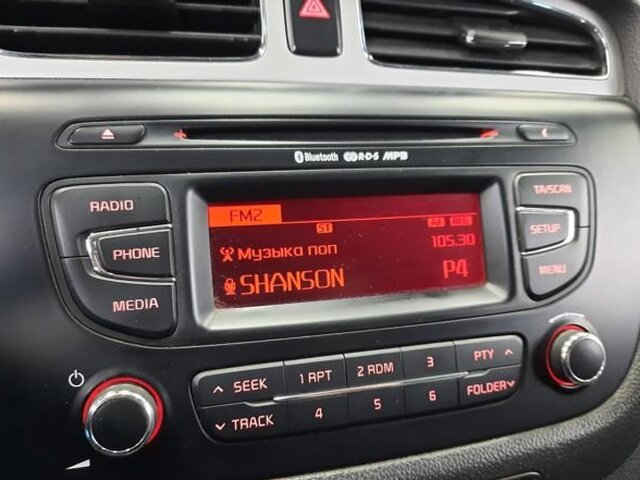 Bluetooth R·D·S MP3
RADIO
PHONE
MEDIA
FM2
ST
AF REG
Музыка поп
105.30
SHANSON
P4
TA/SCAN
SETUP
MENU
SEEK
TRACK
1 RPT
2 RDM
3
4
5
6
PTY
FOLDER